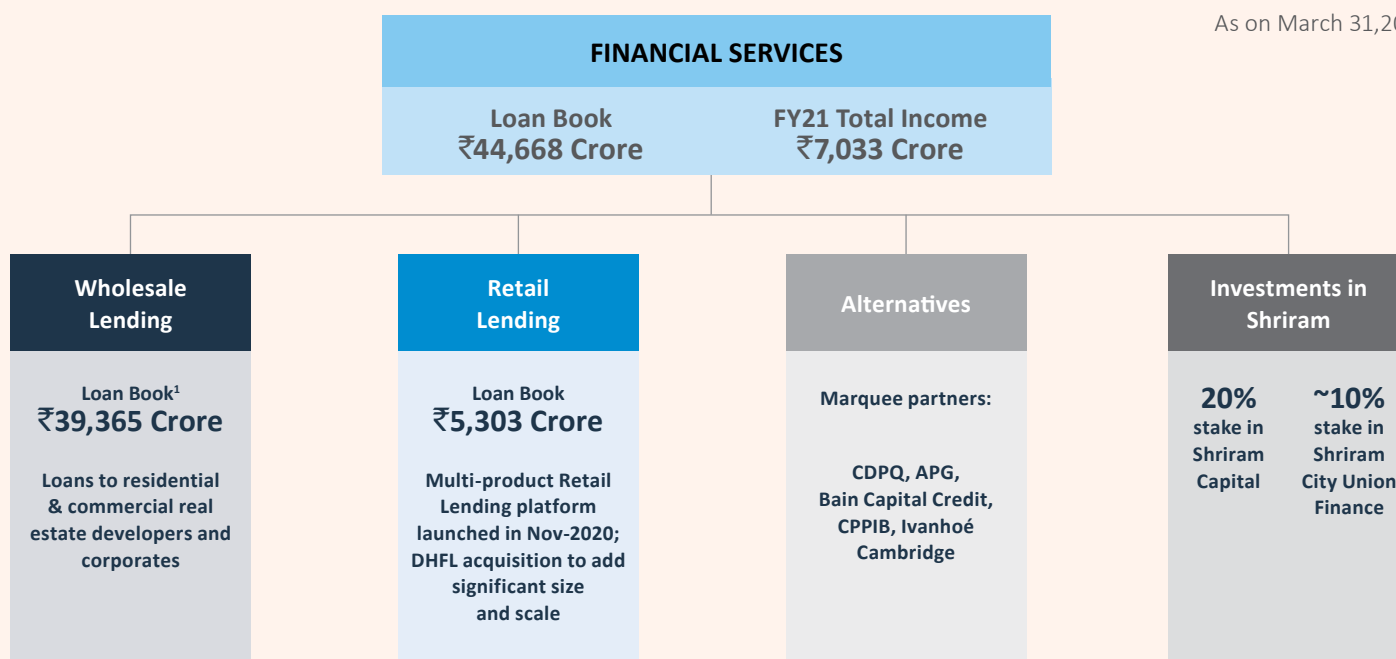 As on March 31,20
FINANCIAL SERVICES
Loan Book
₹44,668 Crore
FY21 Total Income
₹7,033 Crore
Wholesale
Lending
Loan Book¹
₹39,365 Crore
Loans to residential
& commercial real
estate developers and
corporates
Retail
Lending
Loan Book
₹5,303 Crore
Multi-product Retail
Lending platform
launched in Nov-2020;
DHFL acquisition to add
significant size
and scale
Alternatives
Marquee partners:
CDPQ, APG,
Bain Capital Credit,
CPPIB, Ivanhoé
Cambridge
Investments in
Shriram
20%
stake in
Shriram
Capital
~10%
stake in
Shriram
City Union
Finance